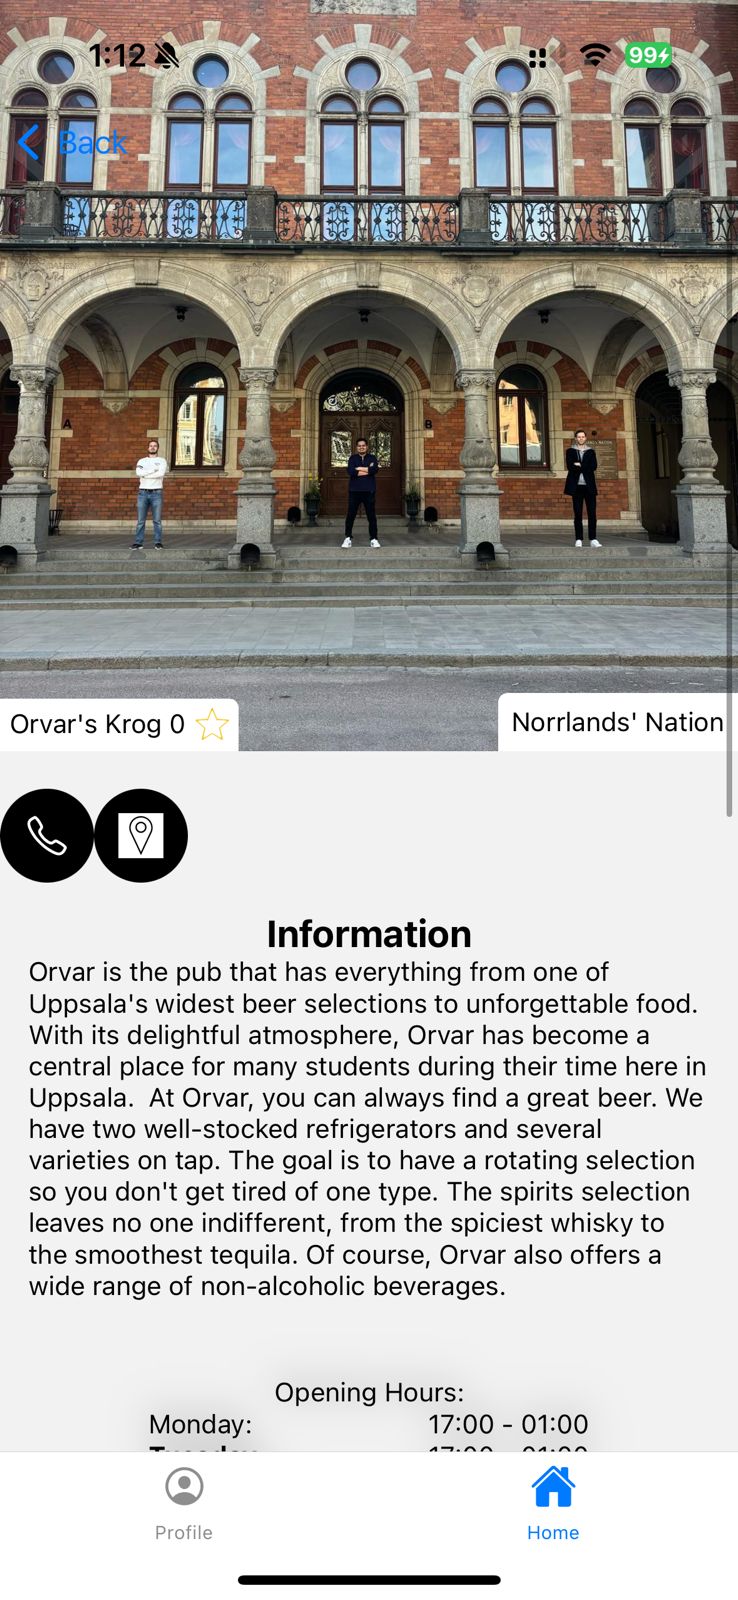 1:12
99
Back
A
B
Orvar's Krog 0
Norrlands' Nation
Information
Orvar is the pub that has everything from one of
Uppsala's widest beer selections to unforgettable food.
With its delightful atmosphere, Orvar has become a
central place for many students during their time here in
Uppsala.  At Orvar, you can always find a great beer. We
have two well-stocked refrigerators and several
varieties on tap. The goal is to have a rotating selection
so you don't get tired of one type. The spirits selection
leaves no one indifferent, from the spiciest whisky to
the smoothest tequila. Of course, Orvar also offers a
wide range of non-alcoholic beverages.
Opening Hours:
Monday: 17:00 - 01:00
Tuesday 17:00 - 01:00
Profile
Home